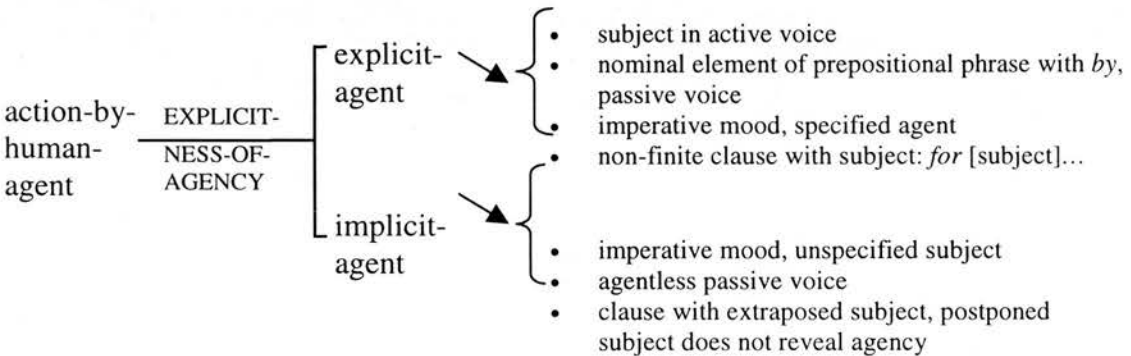 action-by-
human-
agent
EXPLICIT-
NESS-OF-
AGENCY
explicit-
agent
• subject in active voice
• nominal element of prepositional phrase with by,
passive voice
• imperative mood, specified agent
• non-finite clause with subject: for [subject]…
implicit-
agent
• imperative mood, unspecified subject
• agentless passive voice
• clause with extraposed subject, postponed
subject does not reveal agency